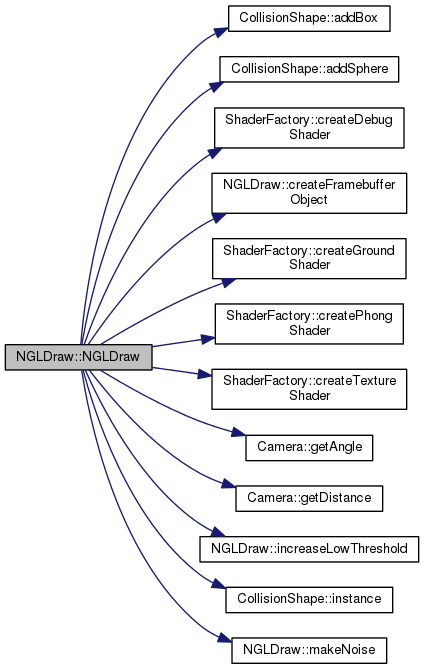 CollisionShape::addBox
CollisionShape::addSphere
ShaderFactory::createDebug
Shader
NGLDraw::createFramebuffer
Object
ShaderFactory::createGround
Shader
ShaderFactory::createPhong
Shader
NGLDraw::NGLDraw
ShaderFactory::createTexture
Shader
Camera::getAngle
Camera::getDistance
NGLDraw::increaseLowThreshold
CollisionShape::instance
NGLDraw::makeNoise